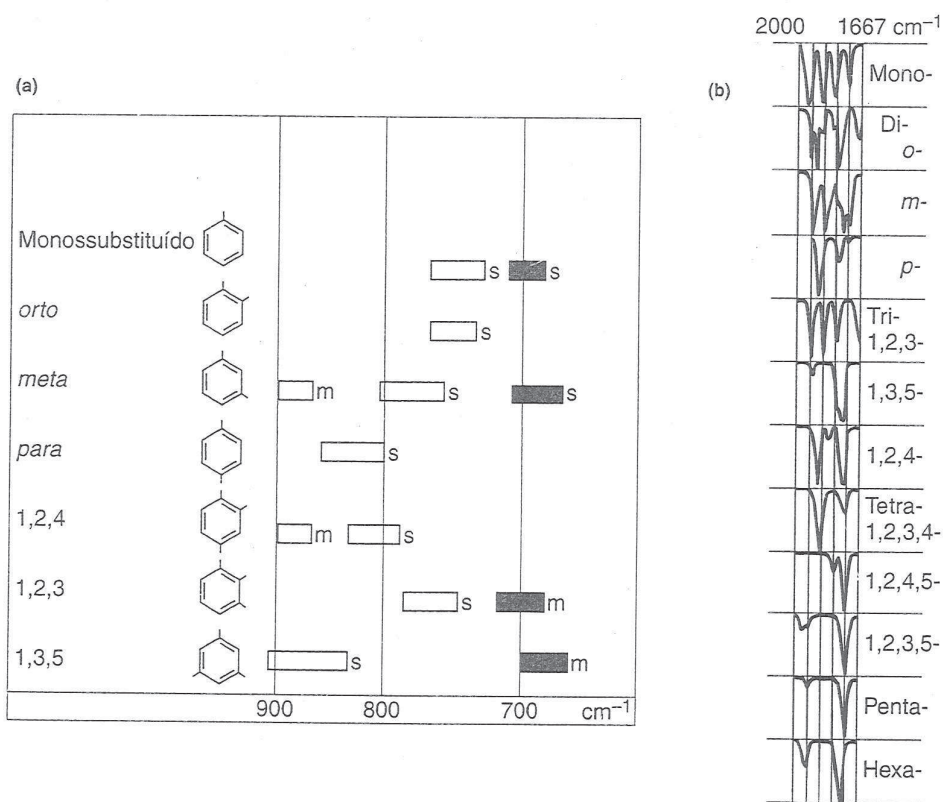 (a)
Monossubstituído
s
s
orto
s
meta
m
s
s
para
s
1,2,4
m
s
1,2,3
s
m
1,3,5
s
m
900
800
700
cm⁻¹
(b)
2000
1667 cm⁻¹
Mono-
Di-
o-
m-
p-
Tri-
1,2,3-
1,3,5-
1,2,4-
Tetra-
1,2,3,4-
1,2,4,5-
1,2,3,5-
Penta-
Hexa-